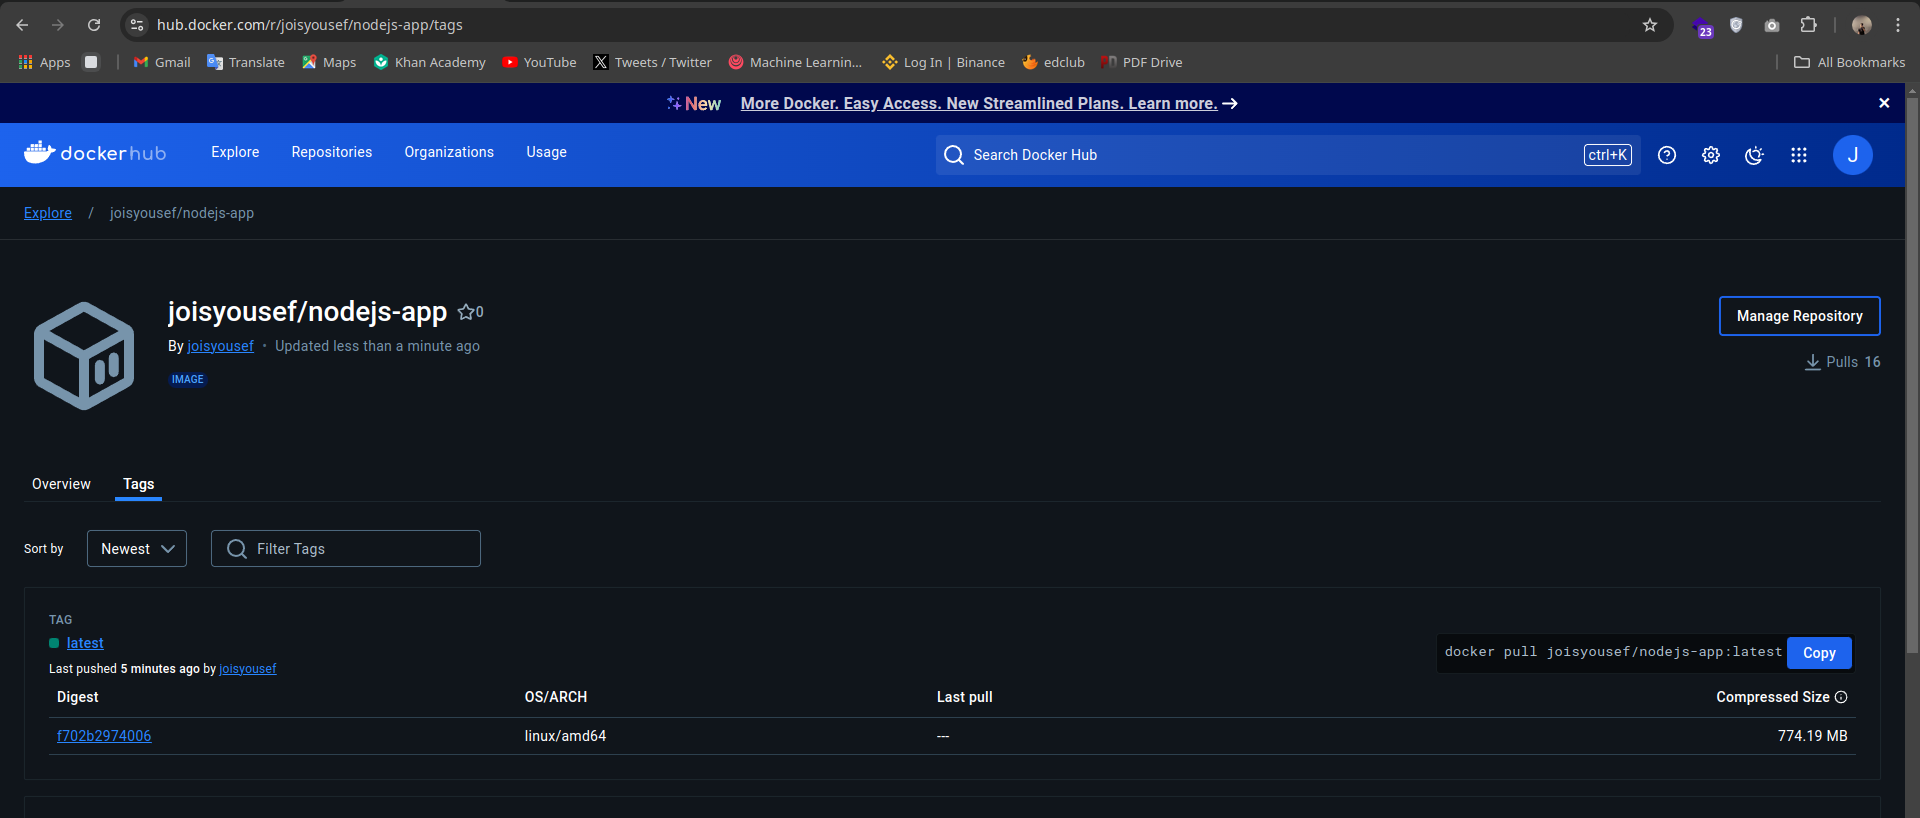 hub.docker.com/r/joisyousef/nodejs-app/tags
23
Apps Gmail Translate Maps Khan Academy YouTube Tweets / Twitter Machine Learnin... Log In | Binance edclub PDF Drive All Bookmarks
New More Docker. Easy Access. New Streamlined Plans. Learn more. →
dockerhub Explore Repositories Organizations Usage Search Docker Hub ctrl+K J
Explore / joisyousef/nodejs-app
joisyousef/nodejs-app 0
Manage Repository
By joisyousef • Updated less than a minute ago
Pulls 16
IMAGE
Overview Tags
Sort by Newest Filter Tags
TAG
latest
docker pull joisyousef/nodejs-app:latest Copy
Last pushed 5 minutes ago by joisyousef
Digest OS/ARCH Last pull Compressed Size
f702b2974006 linux/amd64 --- 774.19 MB